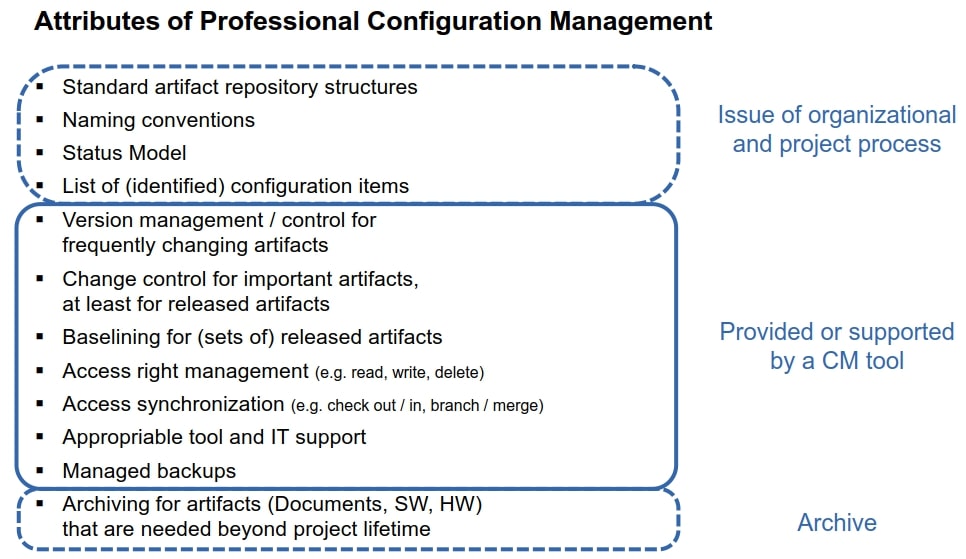 Attributes of Professional Configuration Management
▪ Standard artifact repository structures
▪ Naming conventions
▪ Status Model
▪ List of (identified) configuration items
Issue of organizational
and project process
▪ Version management / control for
frequently changing artifacts
▪ Change control for important artifacts,
at least for released artifacts
▪ Baselining for (sets of) released artifacts
▪ Access right management (e.g. read, write, delete)
▪ Access synchronization (e.g. check out / in, branch / merge)
▪ Appropriable tool and IT support
▪ Managed backups
Provided or supported
by a CM tool
▪ Archiving for artifacts (Documents, SW, HW)
that are needed beyond project lifetime
Archive